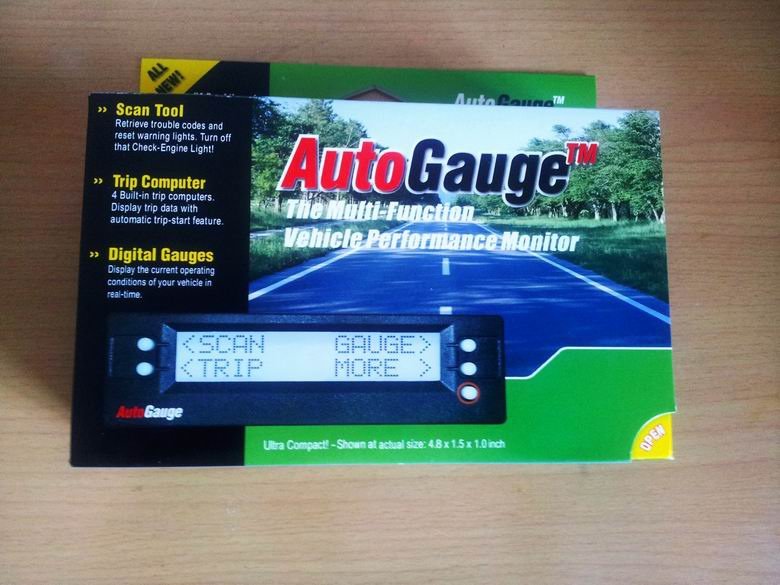 ALL
NEW!
AutoGauge™
» Scan Tool
Retrieve trouble codes and
reset warning lights. Turn off
that Check-Engine Light!
» Trip Computer
4 Built-in trip computers.
Display trip data with
automatic trip-start feature.
» Digital Gauges
Display the current operating
conditions of your vehicle in
real-time.
AutoGauge™
The Multi-Function
Vehicle Performance Monitor
<SCAN GAUGE>
<TRIP MORE >
AutoGauge
Ultra Compact! - Shown at actual size: 4.8 x 1.5 x 1.0 inch
OPEN